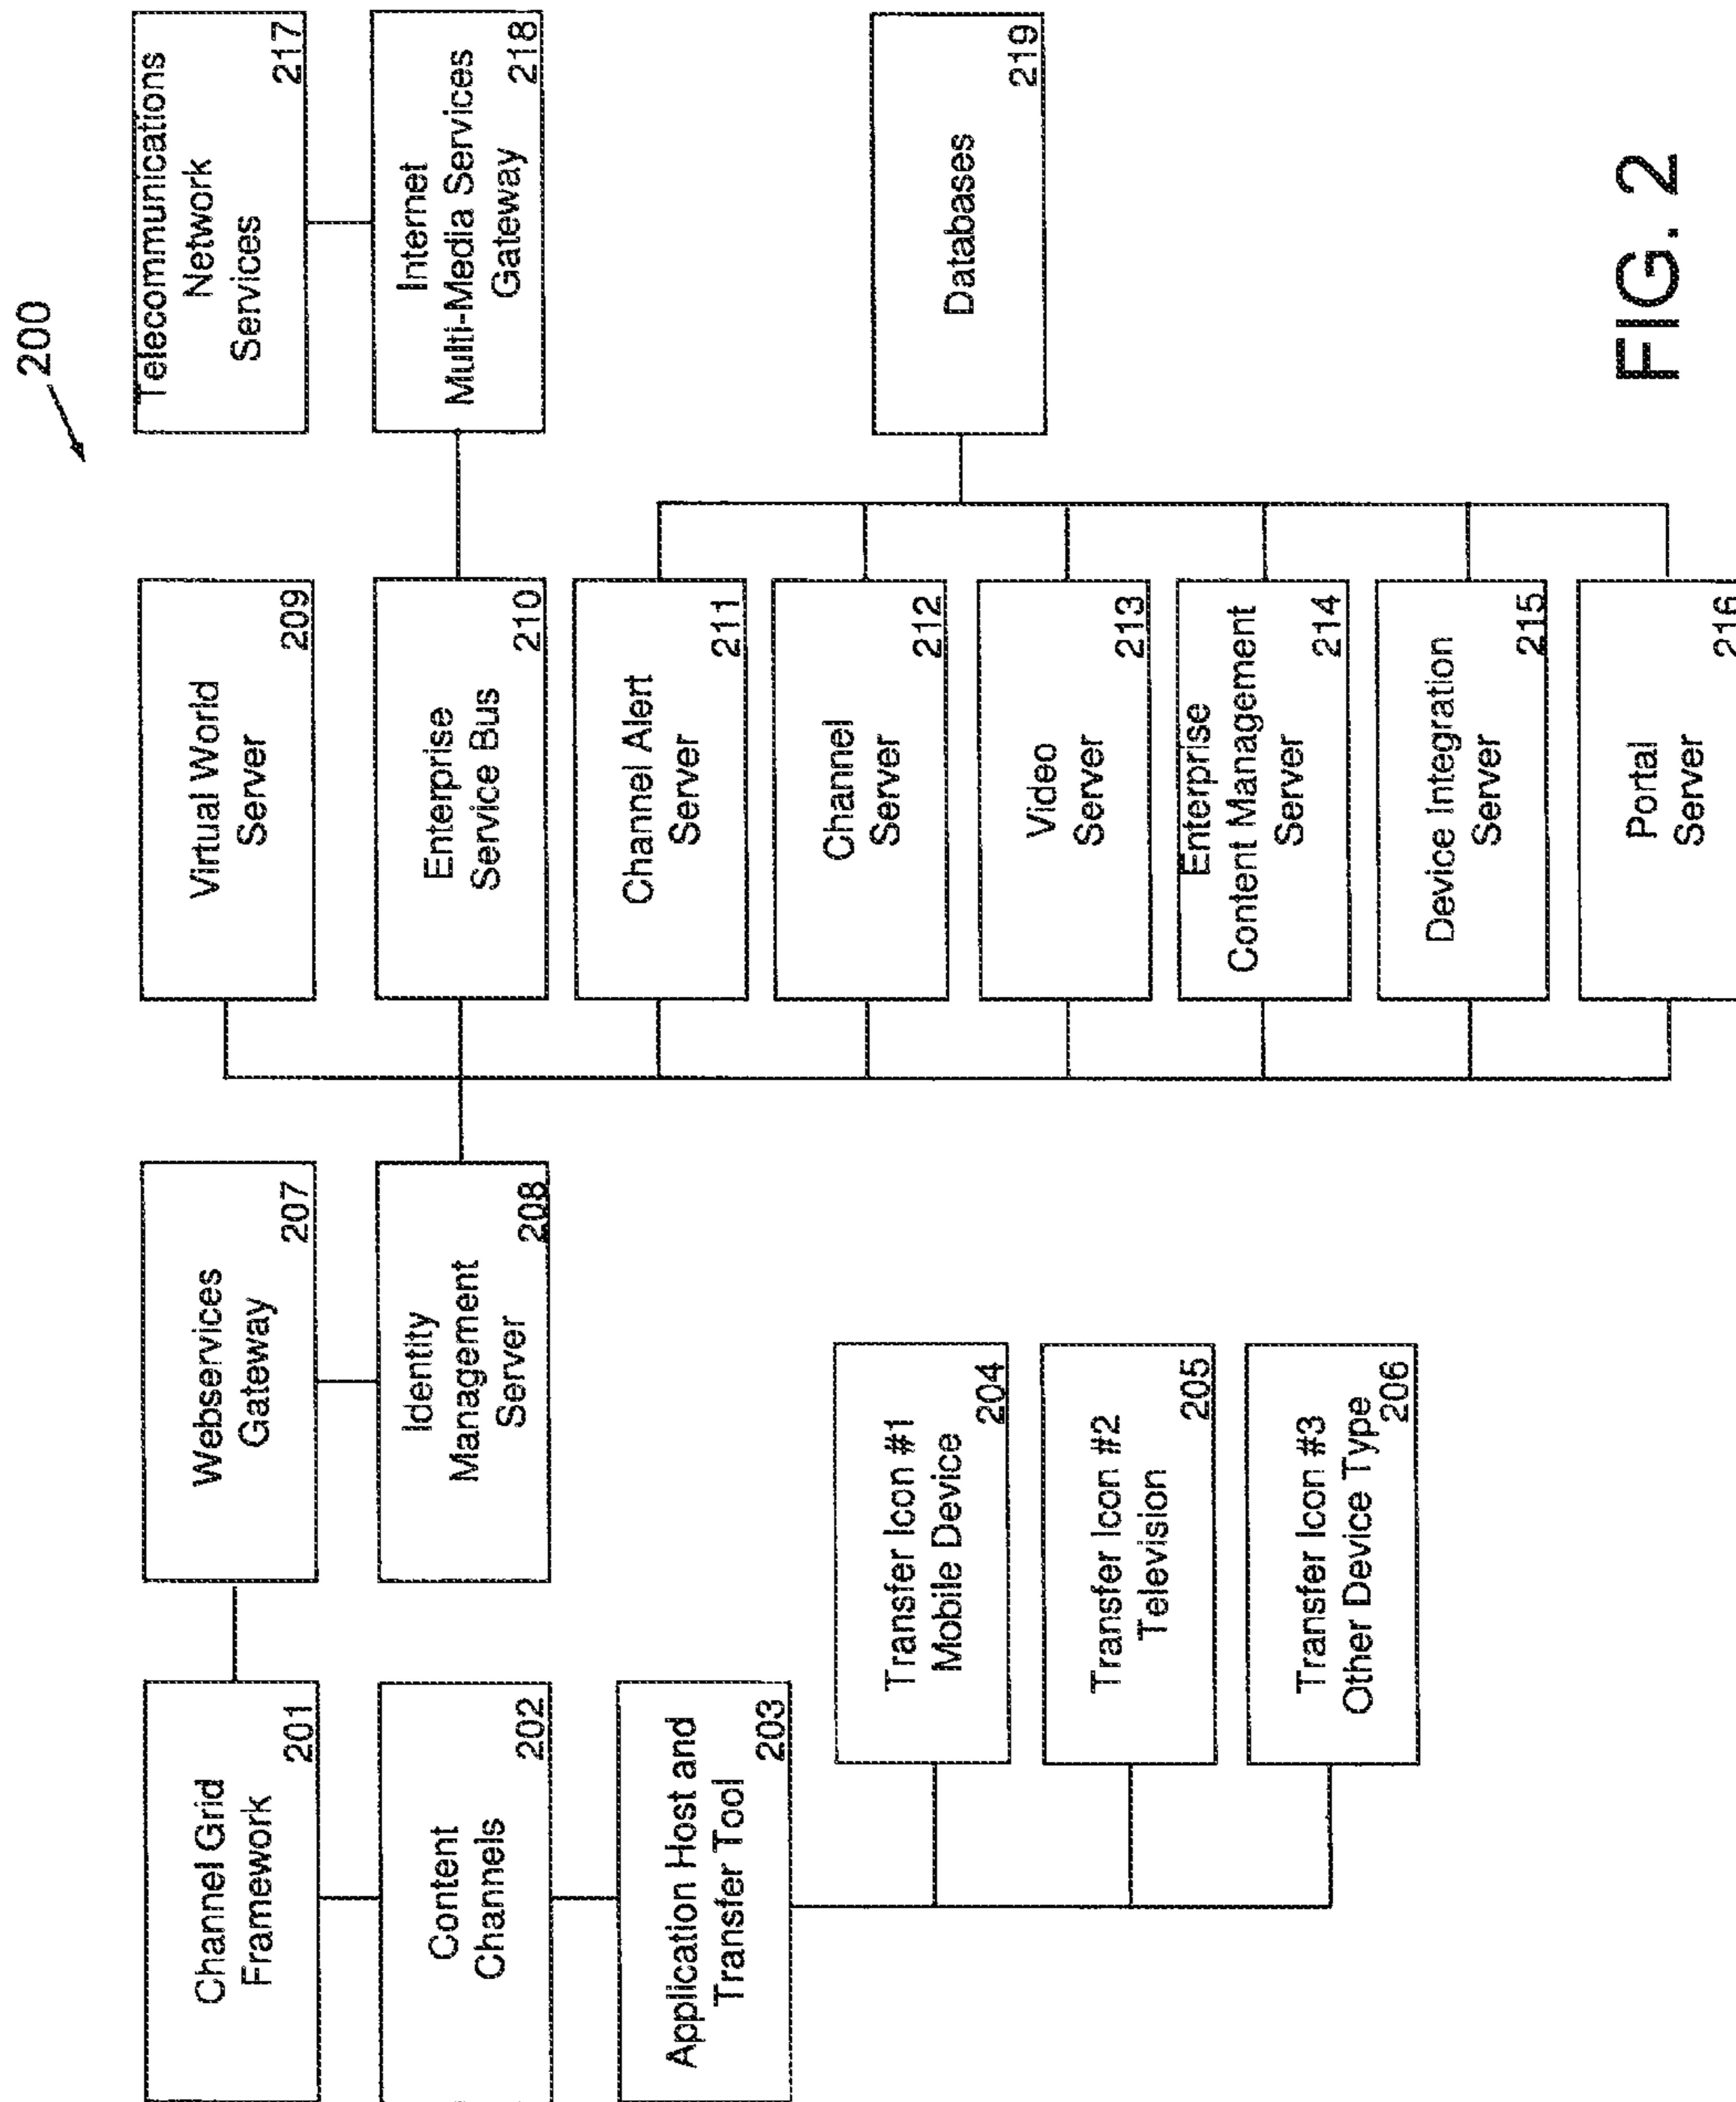 200
Channel Grid
Framework
201
Content
Channels
202
Application Host and
Transfer Tool
203
Transfer Icon #1
Mobile Device
204
Transfer Icon #2
Television
205
Transfer Icon #3
Other Device Type
206
Webservices
Gateway
207
Identity
Management
Server
208
Virtual World
Server
209
Enterprise
Service Bus
210
Channel Alert
Server
211
Channel
Server
212
Video
Server
213
Enterprise
Content Management
Server
214
Device Integration
Server
215
Portal
Server
216
Telecommunications
Network
Services
217
Internet
Multi-Media Services
Gateway
218
Databases
219
FIG. 2